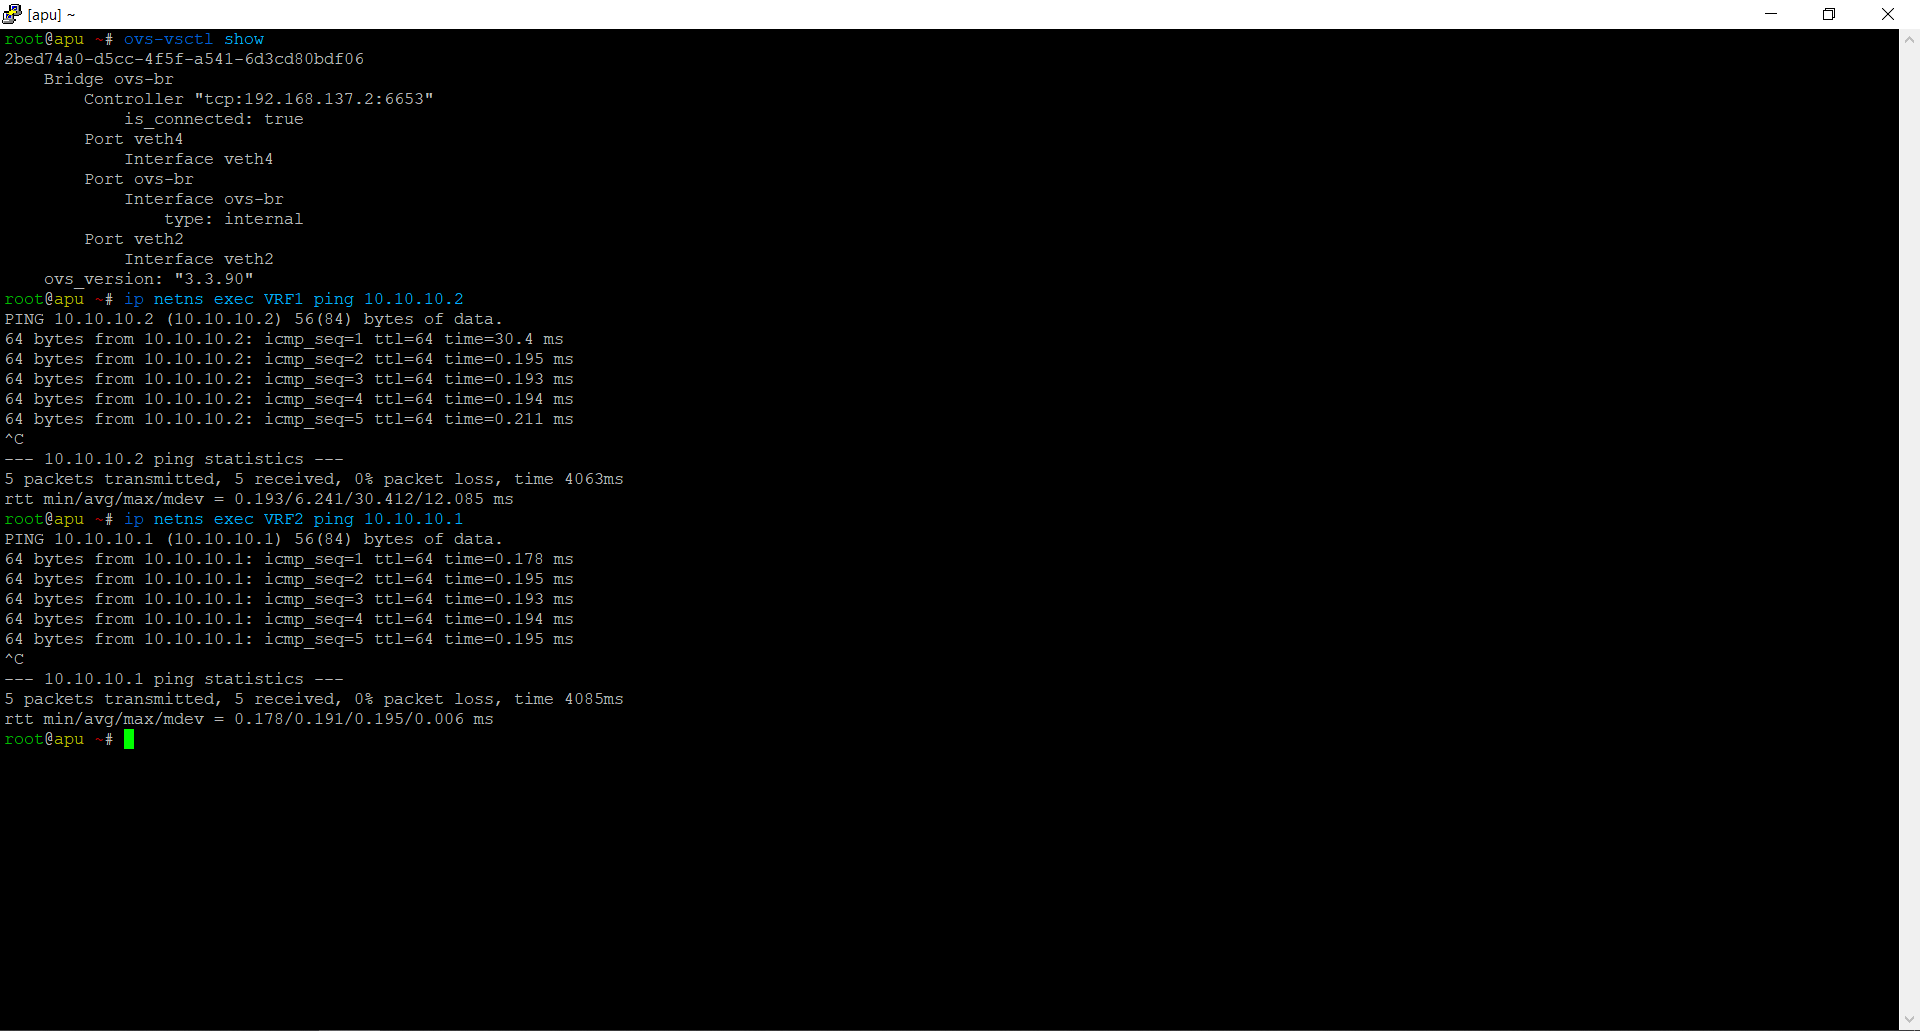 [apu] ~
root@apu ~# ovs-vsctl show
2bed74a0-d5cc-4f5f-a541-6d3cd80bdf06
    Bridge ovs-br
        Controller "tcp:192.168.137.2:6653"
            is_connected: true
        Port veth4
            Interface veth4
        Port ovs-br
            Interface ovs-br
                type: internal
        Port veth2
            Interface veth2
    ovs_version: "3.3.90"
root@apu ~# ip netns exec VRF1 ping 10.10.10.2
PING 10.10.10.2 (10.10.10.2) 56(84) bytes of data.
64 bytes from 10.10.10.2: icmp_seq=1 ttl=64 time=30.4 ms
64 bytes from 10.10.10.2: icmp_seq=2 ttl=64 time=0.195 ms
64 bytes from 10.10.10.2: icmp_seq=3 ttl=64 time=0.193 ms
64 bytes from 10.10.10.2: icmp_seq=4 ttl=64 time=0.194 ms
64 bytes from 10.10.10.2: icmp_seq=5 ttl=64 time=0.211 ms
^C
--- 10.10.10.2 ping statistics ---
5 packets transmitted, 5 received, 0% packet loss, time 4063ms
rtt min/avg/max/mdev = 0.193/6.241/30.412/12.085 ms
root@apu ~# ip netns exec VRF2 ping 10.10.10.1
PING 10.10.10.1 (10.10.10.1) 56(84) bytes of data.
64 bytes from 10.10.10.1: icmp_seq=1 ttl=64 time=0.178 ms
64 bytes from 10.10.10.1: icmp_seq=2 ttl=64 time=0.195 ms
64 bytes from 10.10.10.1: icmp_seq=3 ttl=64 time=0.193 ms
64 bytes from 10.10.10.1: icmp_seq=4 ttl=64 time=0.194 ms
64 bytes from 10.10.10.1: icmp_seq=5 ttl=64 time=0.195 ms
^C
--- 10.10.10.1 ping statistics ---
5 packets transmitted, 5 received, 0% packet loss, time 4085ms
rtt min/avg/max/mdev = 0.178/0.191/0.195/0.006 ms
root@apu ~#